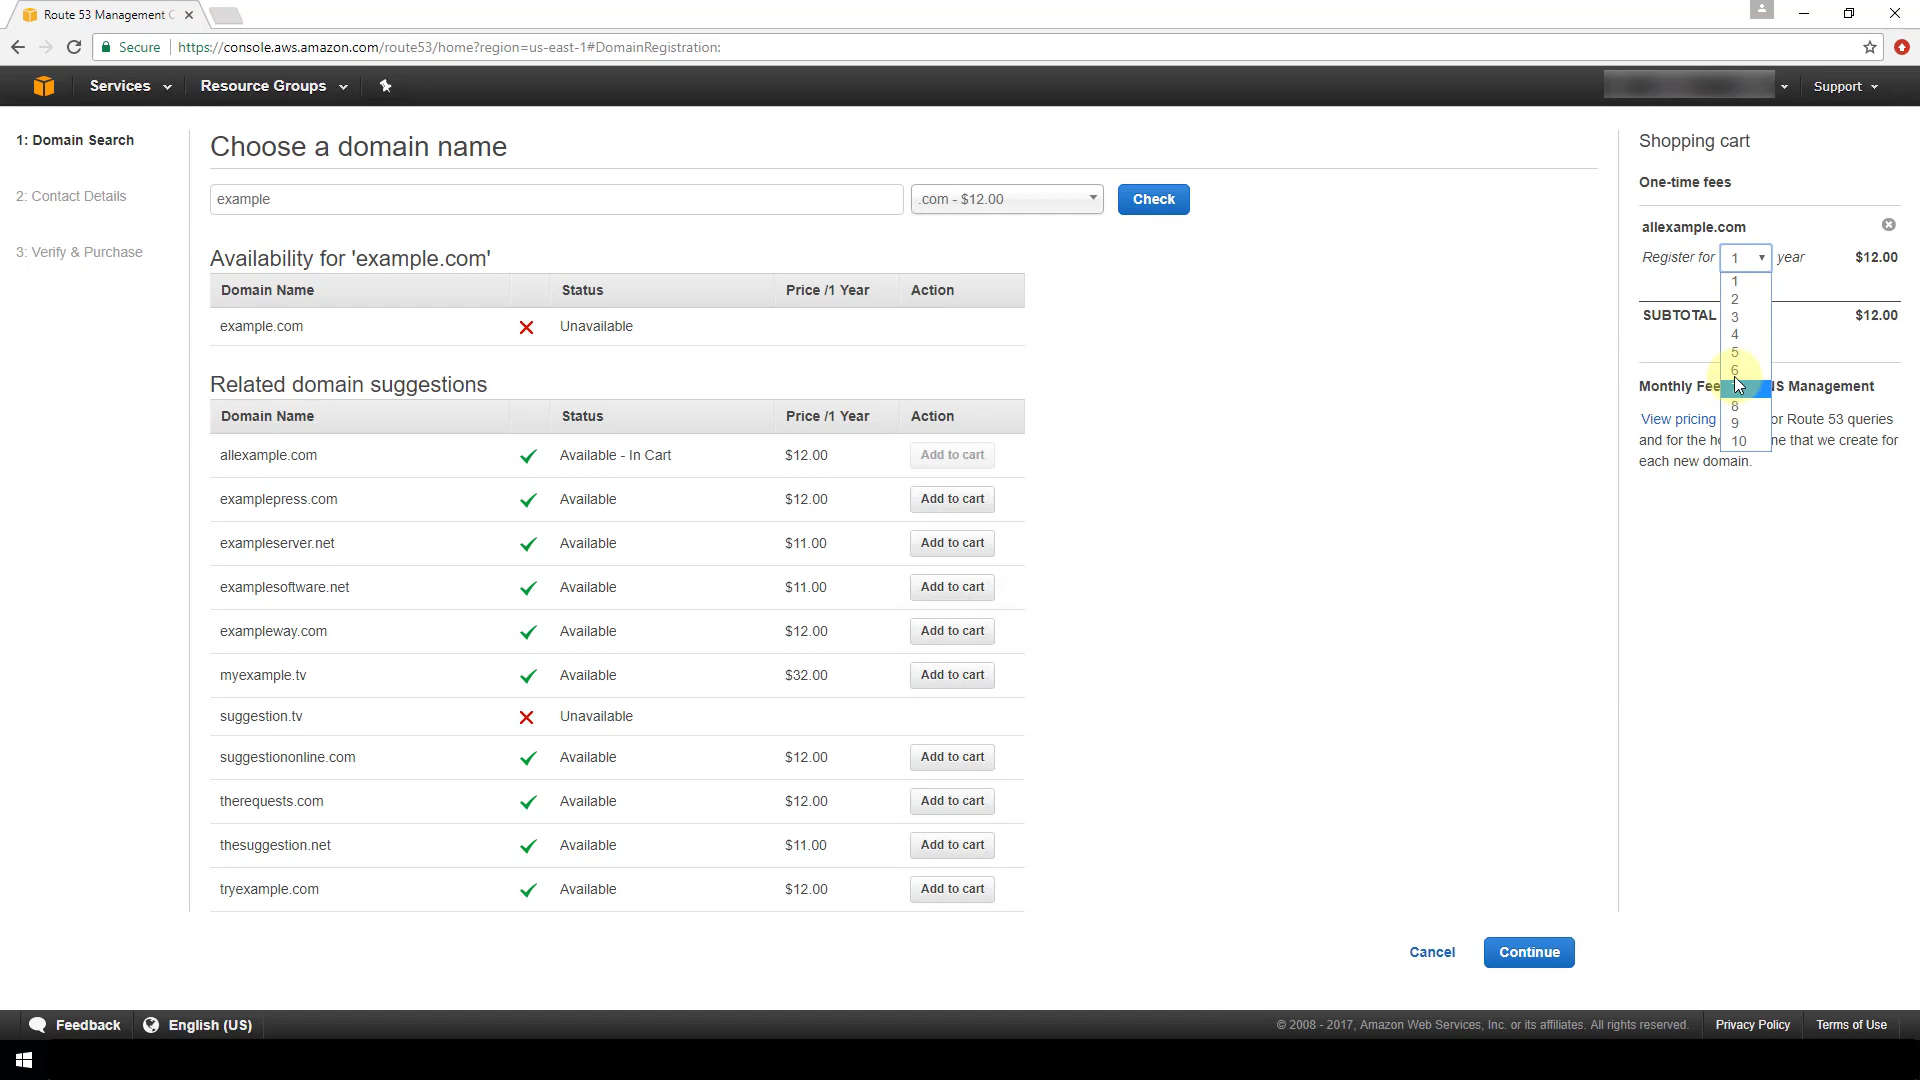 Route 53 Management C
Secure | https://console.aws.amazon.com/route53/home?region=us-east-1#DomainRegistration:
Services Resource Groups Support
1: Domain Search
2: Contact Details
3: Verify & Purchase
Choose a domain name
example .com - $12.00 Check
Availability for 'example.com'
Domain Name Status Price /1 Year Action
example.com Unavailable
Related domain suggestions
Domain Name Status Price /1 Year Action
allexample.com Available - In Cart $12.00 Add to cart
examplepress.com Available $12.00 Add to cart
exampleserver.net Available $11.00 Add to cart
examplesoftware.net Available $11.00 Add to cart
exampleway.com Available $12.00 Add to cart
myexample.tv Available $32.00 Add to cart
suggestion.tv Unavailable
suggestiononline.com Available $12.00 Add to cart
therequests.com Available $12.00 Add to cart
thesuggestion.net Available $11.00 Add to cart
tryexample.com Available $12.00 Add to cart
Cancel Continue
Shopping cart
One-time fees
allexample.com
Register for 1 year $12.00
1
2
3
4
5
6
8
9
10
SUBTOTAL $12.00
Monthly Fee S Management
View pricing or Route 53 queries
and for the ho ne that we create for
each new domain.
Feedback English (US)
© 2008 - 2017, Amazon Web Services, Inc. or its affiliates. All rights reserved. Privacy Policy Terms of Use